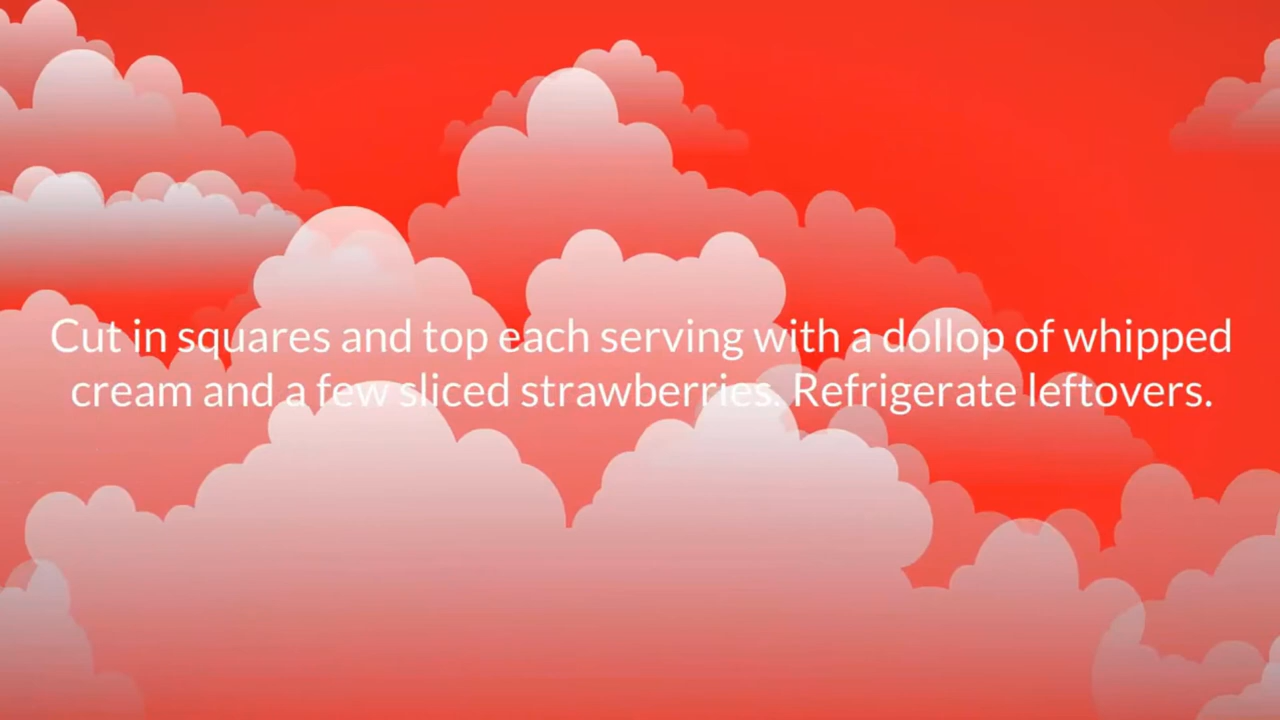 Cut in squares and top each serving with a dollop of whipped
cream and a few sliced strawberries. Refrigerate leftovers.